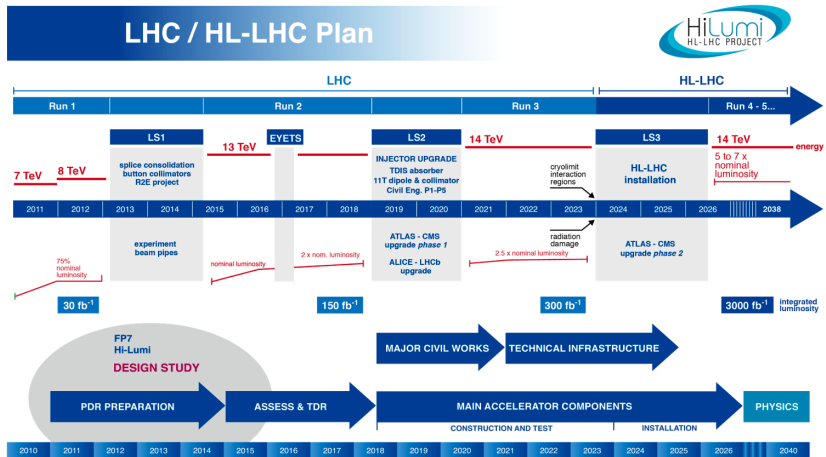 LHC / HL-LHC Plan
HiLumi
HL-LHC PROJECT
LHC
HL-LHC
Run 1
Run 2
Run 3
Run 4 - 5...
LS1
EYETS
LS2
LS3
7 TeV
8 TeV
13 TeV
14 TeV
14 TeV
energy
splice consolidation
button collimators
R2E project
INJECTOR UPGRADE
TDIS absorber
11T dipole & collimator
Civil Eng. P1-P5
cryolimit
interaction
regions
HL-LHC
installation
5 to 7 x
nominal
luminosity
2011 2012 2013 2014 2015 2016 2017 2018 2019 2020 2021 2022 2023 2024 2025 2026 2038
experiment
beam pipes
ATLAS - CMS
upgrade phase 1
ALICE - LHCb
upgrade
radiation
damage
ATLAS - CMS
upgrade phase 2
75%
nominal
luminosity
nominal luminosity
2 x nom. luminosity
2.5 x nominal luminosity
30 fb⁻¹
150 fb⁻¹
300 fb⁻¹
3000 fb⁻¹
integrated
luminosity
FP7
Hi-Lumi
DESIGN STUDY
MAJOR CIVIL WORKS
TECHNICAL INFRASTRUCTURE
PDR PREPARATION
ASSESS & TDR
MAIN ACCELERATOR COMPONENTS
PHYSICS
CONSTRUCTION AND TEST
INSTALLATION
2010 2011 2012 2013 2014 2015 2016 2017 2018 2019 2020 2021 2022 2023 2024 2025 2026 2040